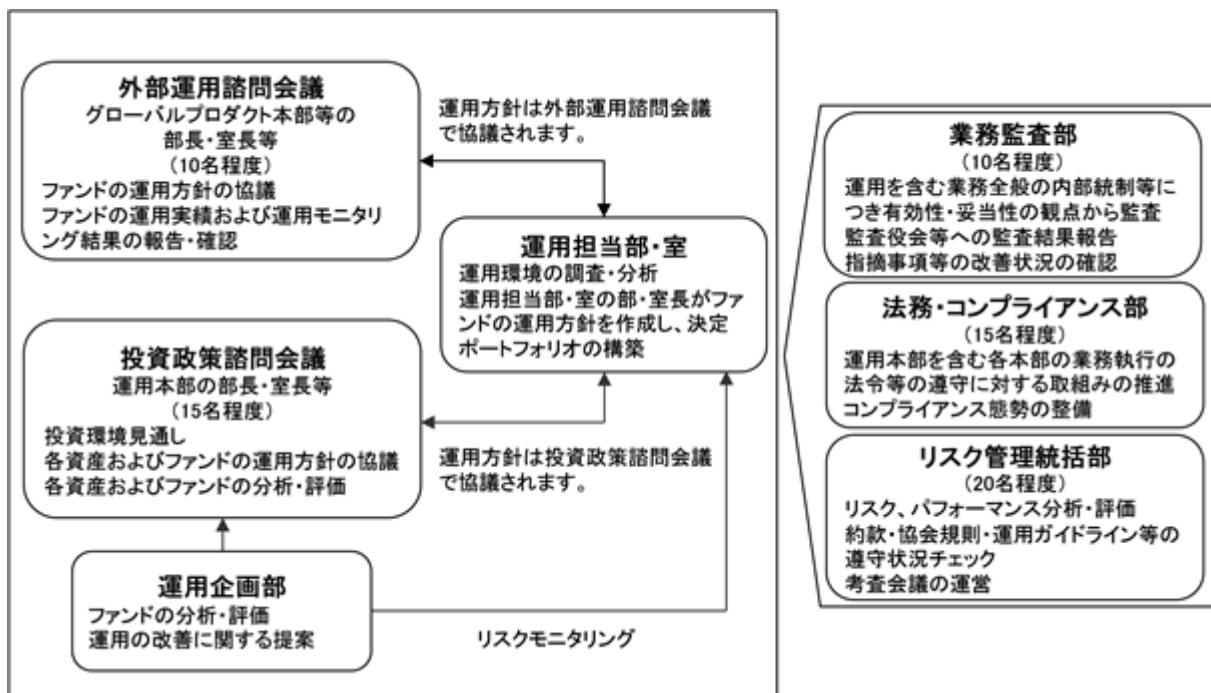 外部運用諮問会議
グローバルプロダクト本部等の
部長・室長等
(10名程度)
ファンドの運用方針の協議
ファンドの運用実績および運用モニタリ
ング結果の報告・確認
運用方針は外部運用諮問会議
で協議されます。
運用担当部・室
運用環境の調査・分析
運用担当部・室の部・室長がファ
ンドの運用方針を作成し、決定
ポートフォリオの構築
投資政策諮問会議
運用本部の部長・室長等
(15名程度)
投資環境見通し
各資産およびファンドの運用方針の協議
各資産およびファンドの分析・評価
運用方針は投資政策諮問会議
で協議されます。
運用企画部
ファンドの分析・評価
運用の改善に関する提案
リスクモニタリング
業務監査部
(10名程度)
運用を含む業務全般の内部統制等に
つき有効性・妥当性の観点から監査
監査役会等への監査結果報告
指摘事項等の改善状況の確認
法務・コンプライアンス部
(15名程度)
運用本部を含む各本部の業務執行の
法令等の遵守に対する取組みの推進
コンプライアンス態勢の整備
リスク管理統括部
(20名程度)
リスク、パフォーマンス分析・評価
約款・協会規則・運用ガイドライン等の
遵守状況チェック
考査会議の運営